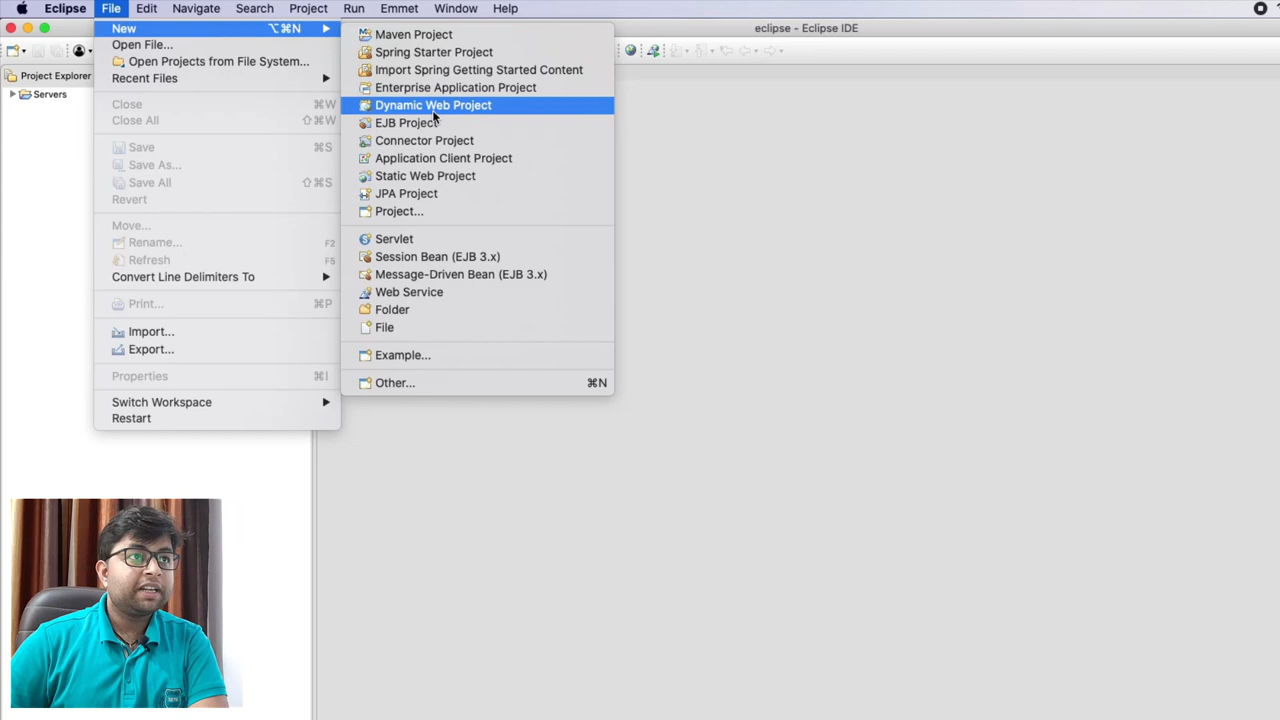 Eclipse File Edit Navigate Search Project Run Emmet Window Help
eclipse - Eclipse IDE
Project Explorer
Servers
New ⌥⌘N
Open File...
Open Projects from File System...
Recent Files
Close ⌘W
Close All ⇧⌘W
Save ⌘S
Save As...
Save All ⇧⌘S
Revert
Move...
Rename... F2
Refresh F5
Convert Line Delimiters To
Print... ⌘P
Import...
Export...
Properties ⌘I
Switch Workspace
Restart
Maven Project
Spring Starter Project
Import Spring Getting Started Content
Enterprise Application Project
Dynamic Web Project
EJB Project
Connector Project
Application Client Project
Static Web Project
JPA Project
Project...
Servlet
Session Bean (EJB 3.x)
Message-Driven Bean (EJB 3.x)
Web Service
Folder
File
Example...
Other... ⌘N